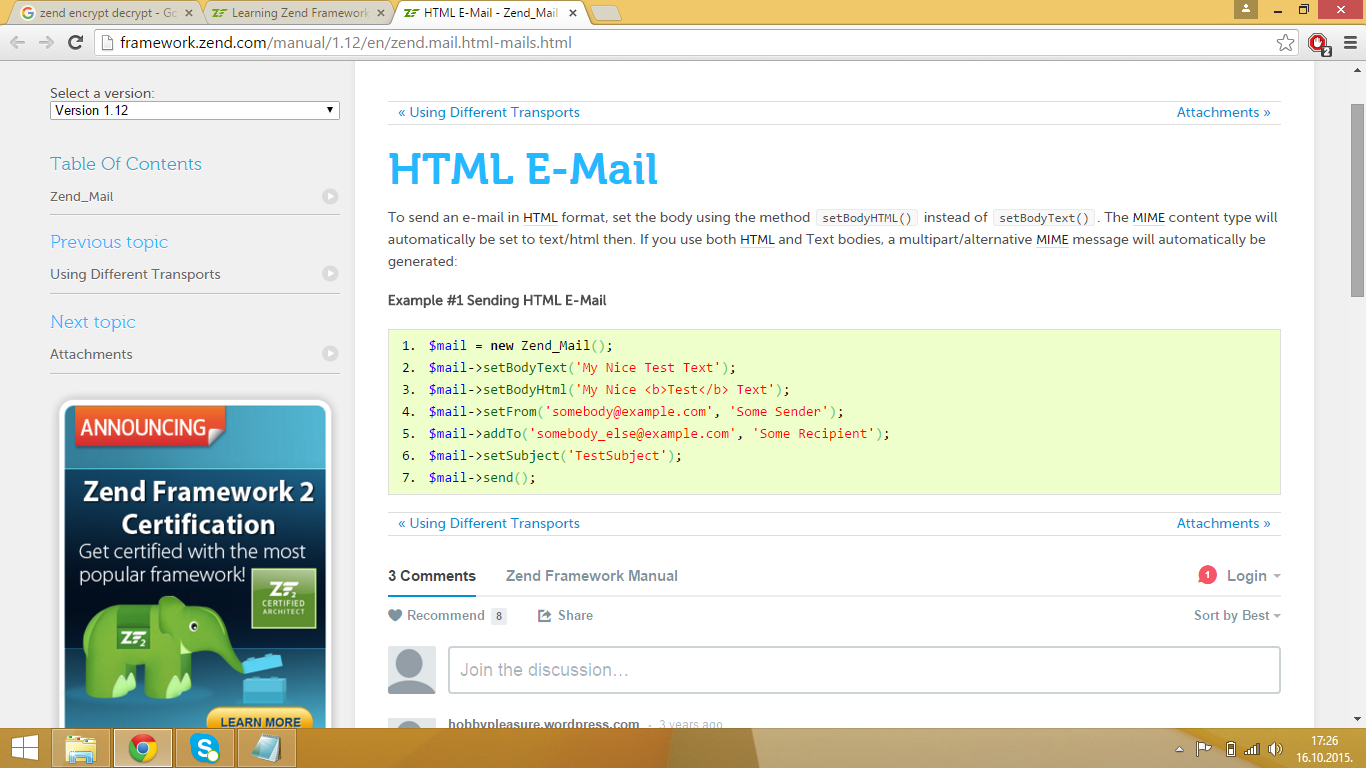 zend encrypt decrypt - Gc
Learning Zend Framework
HTML E-Mail - Zend_Mail
framework.zend.com/manual/1.12/en/zend.mail.html-mails.html
2
Select a version:
Version 1.12
Table Of Contents
Zend_Mail
Previous topic
Using Different Transports
Next topic
Attachments
ANNOUNCING
Zend Framework 2
Certification
Get certified with the most
popular framework!
ZF2
CERTIFIED
ARCHITECT
ZF2
LEARN MORE
« Using Different Transports
Attachments »
HTML E-Mail
To send an e-mail in HTML format, set the body using the method setBodyHTML() instead of setBodyText(). The MIME content type will
automatically be set to text/html then. If you use both HTML and Text bodies, a multipart/alternative MIME message will automatically be
generated:
Example #1 Sending HTML E-Mail
1. $mail = new Zend_Mail();
2. $mail->setBodyText('My Nice Test Text');
3. $mail->setBodyHtml('My Nice <b>Test</b> Text');
4. $mail->setFrom('somebody@example.com', 'Some Sender');
5. $mail->addTo('somebody_else@example.com', 'Some Recipient');
6. $mail->setSubject('TestSubject');
7. $mail->send();
« Using Different Transports
Attachments »
3 Comments
Zend Framework Manual
1
Login
Recommend 8
Share
Sort by Best
Join the discussion...
hobbypleasure.wordpress.com · 3 years ago
17:26
16.10.2015.